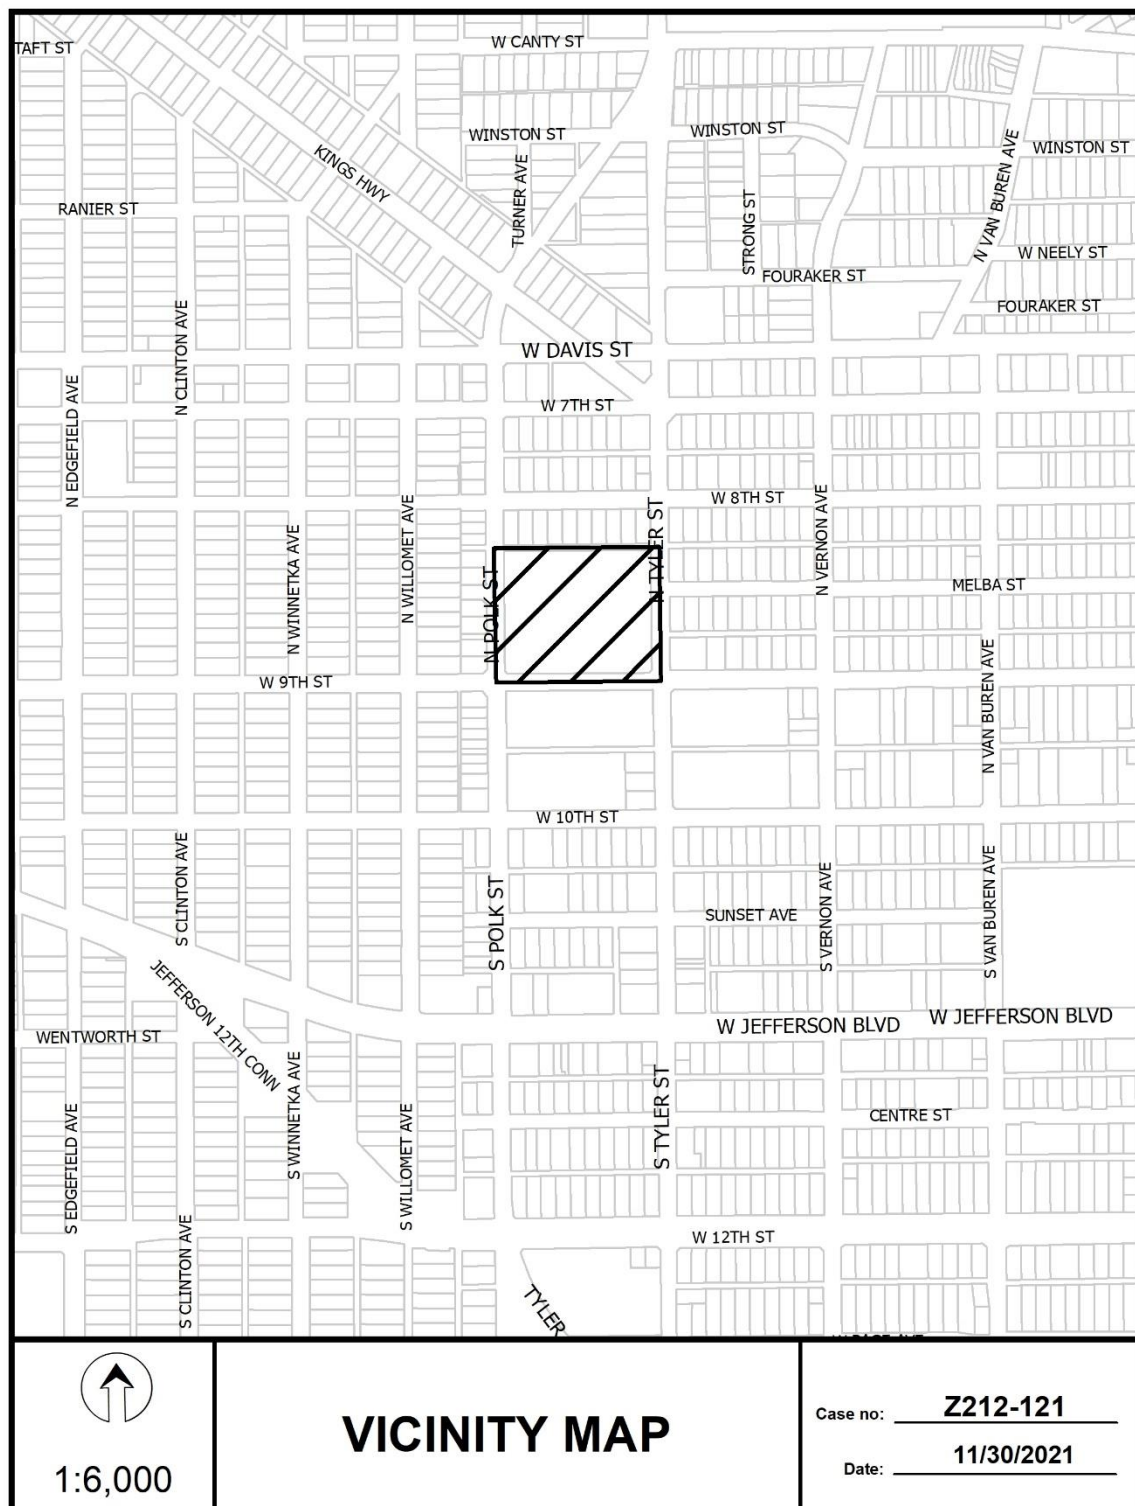 W CANTY ST
TAFT ST
WINSTON ST
WINSTON ST
WINSTON ST
KINGS HWY
TURNER AVE
N VAN BUREN AVE
RANIER ST
STRONG ST
W NEELY ST
FOURAKER ST
FOURAKER ST
N CLINTON AVE
W DAVIS ST
N EDGEFIELD AVE
W 7TH ST
W 8TH ST
N WILLOMET AVE
N TYLER ST
N VERNON AVE
N WINNETKA AVE
N POLK ST
MELBA ST
W 9TH ST
N VAN BUREN AVE
W 10TH ST
S CLINTON AVE
S POLK ST
SUNSET AVE
S VERNON AVE
S VAN BUREN AVE
JEFFERSON 12TH CONN
W JEFFERSON BLVD
W JEFFERSON BLVD
WENTWORTH ST
S WINNETKA AVE
S TYLER ST
CENTRE ST
S EDGEFIELD AVE
S WILLOMET AVE
S CLINTON AVE
W 12TH ST
TYLER
1:6,000
VICINITY MAP
Case no: Z212-121
Date: 11/30/2021